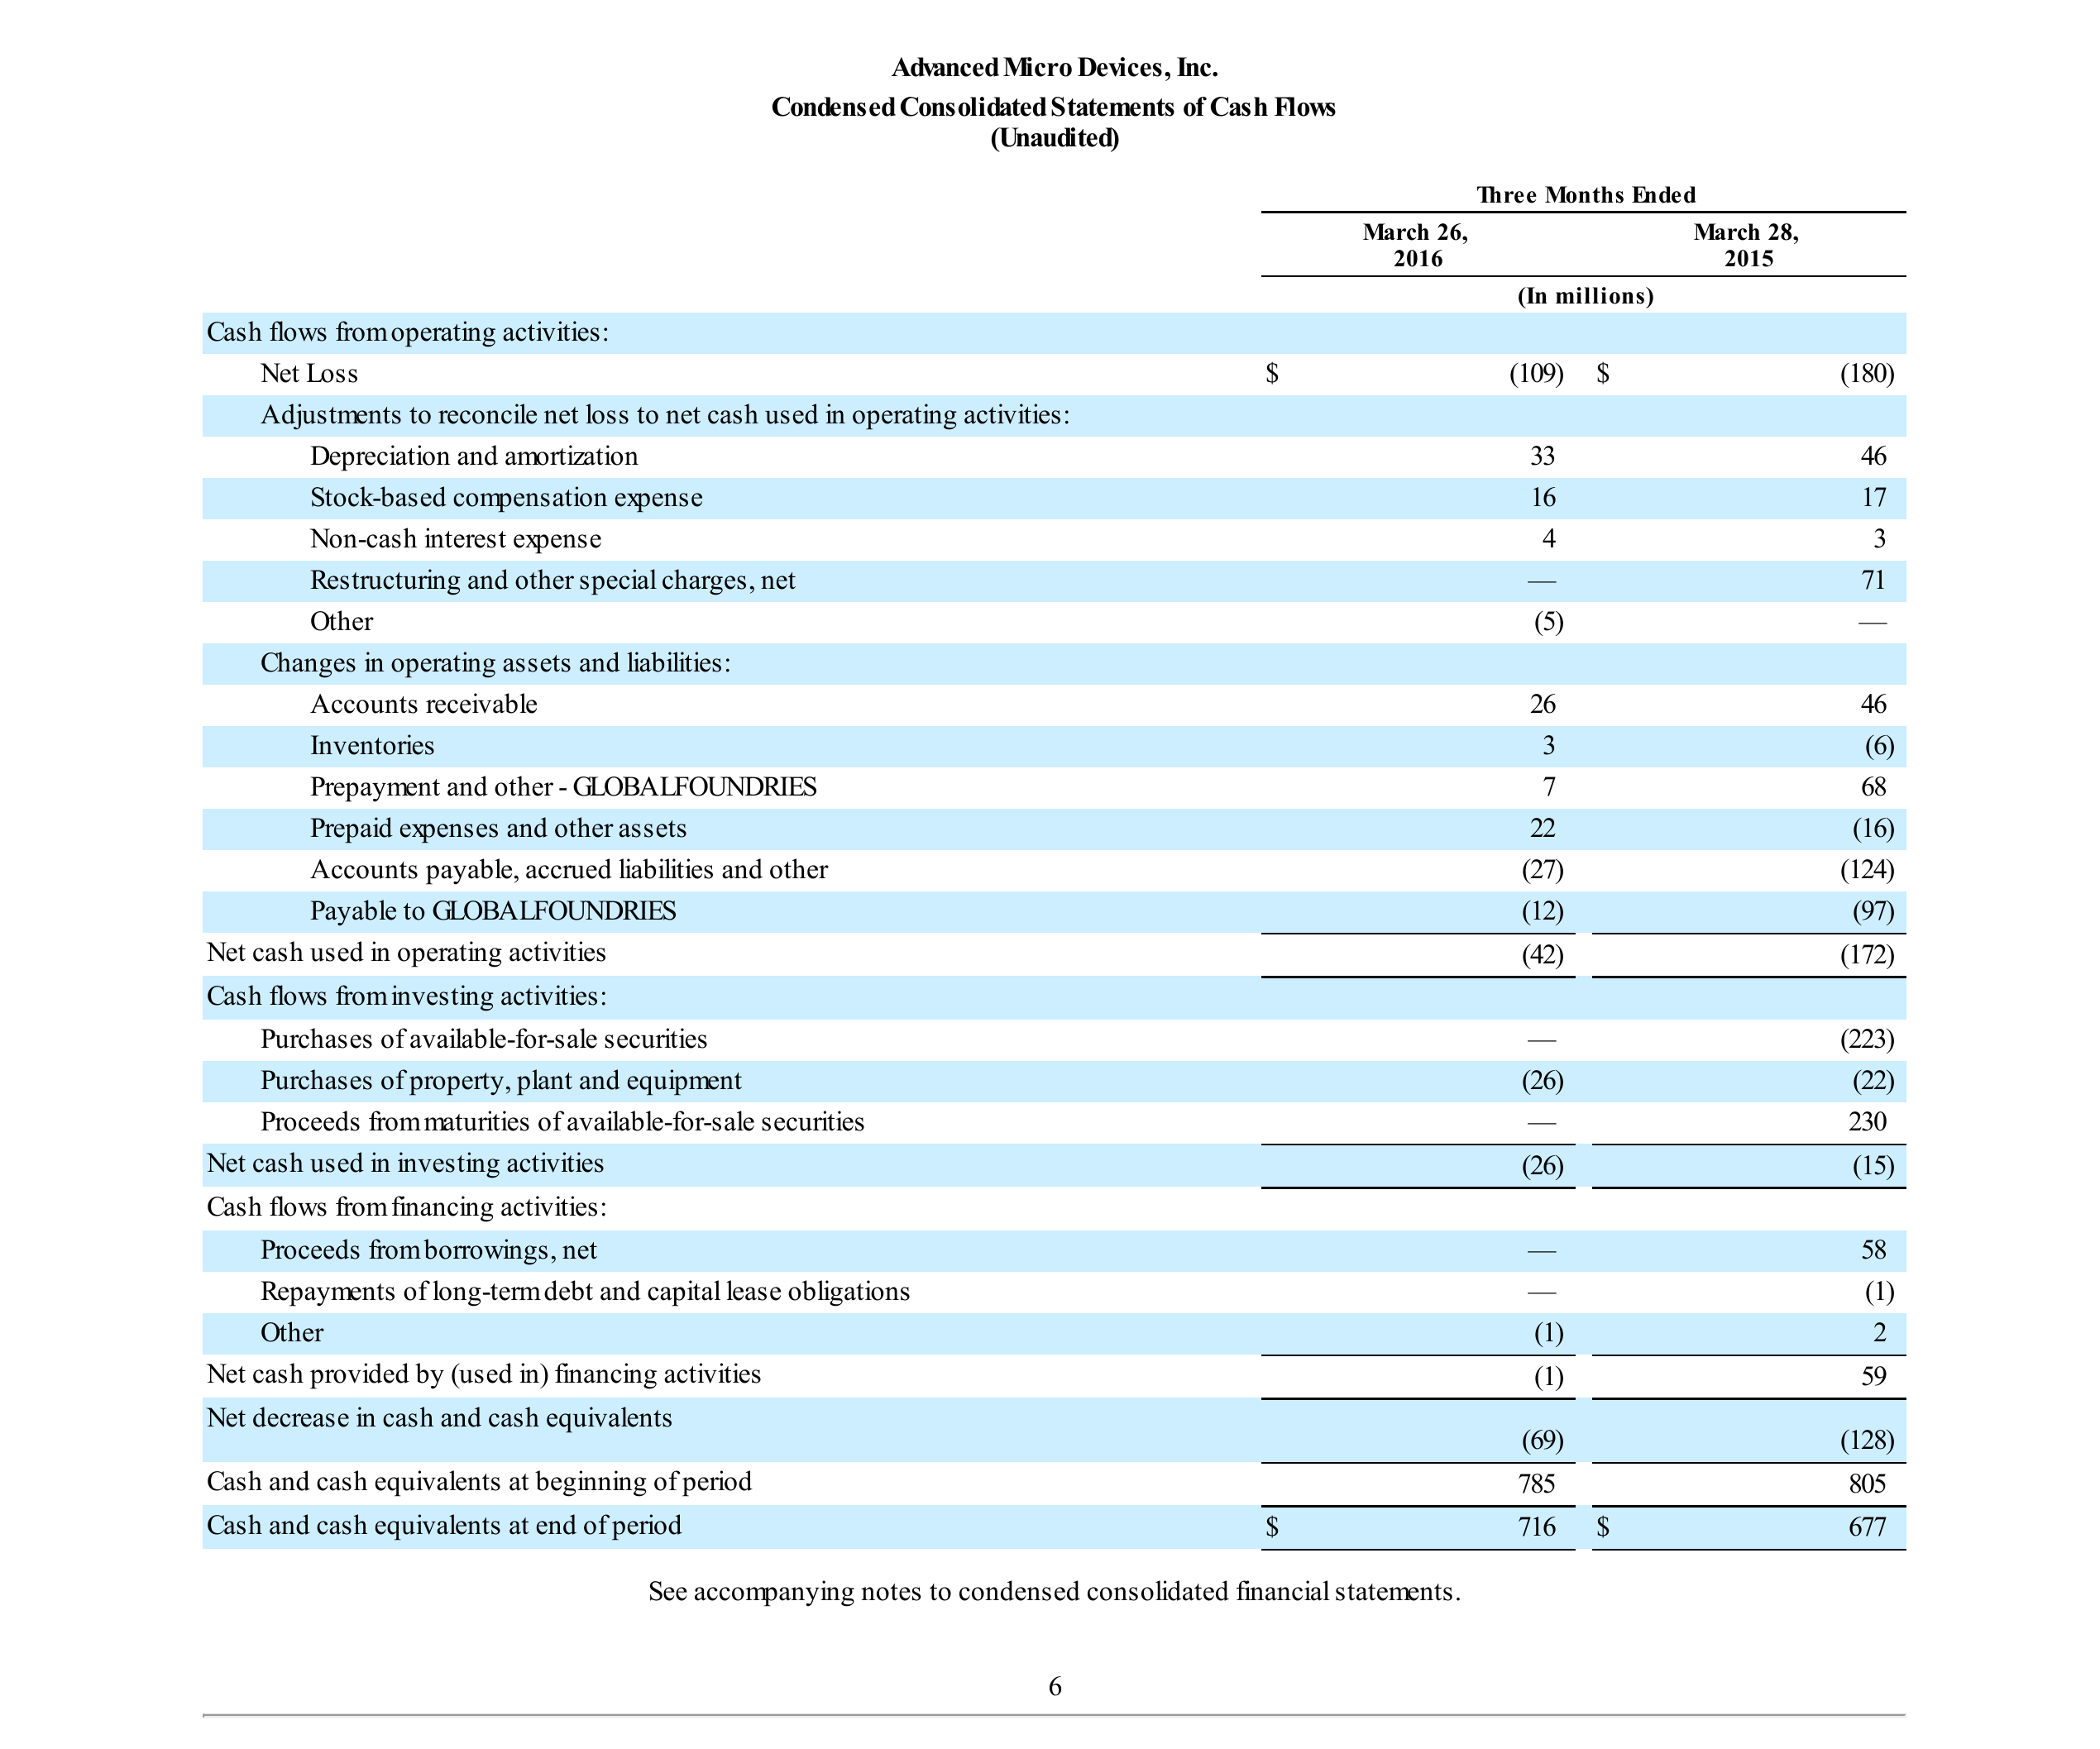 Advanced Micro Devices, Inc.
Condensed Consolidated Statements of Cash Flows
(Unaudited)
Three Months Ended
March 26, 2016 March 28, 2015
(In millions)
Cash flows from operating activities:
Net Loss $ (109) $ (180)
Adjustments to reconcile net loss to net cash used in operating activities:
Depreciation and amortization 33 46
Stock-based compensation expense 16 17
Non-cash interest expense 4 3
Restructuring and other special charges, net — 71
Other (5) —
Changes in operating assets and liabilities:
Accounts receivable 26 46
Inventories 3 (6)
Prepayment and other - GLOBALFOUNDRIES 7 68
Prepaid expenses and other assets 22 (16)
Accounts payable, accrued liabilities and other (27) (124)
Payable to GLOBALFOUNDRIES (12) (97)
Net cash used in operating activities (42) (172)
Cash flows from investing activities:
Purchases of available-for-sale securities — (223)
Purchases of property, plant and equipment (26) (22)
Proceeds from maturities of available-for-sale securities — 230
Net cash used in investing activities (26) (15)
Cash flows from financing activities:
Proceeds from borrowings, net — 58
Repayments of long-term debt and capital lease obligations — (1)
Other (1) 2
Net cash provided by (used in) financing activities (1) 59
Net decrease in cash and cash equivalents (69) (128)
Cash and cash equivalents at beginning of period 785 805
Cash and cash equivalents at end of period $ 716 $ 677
See accompanying notes to condensed consolidated financial statements.
6